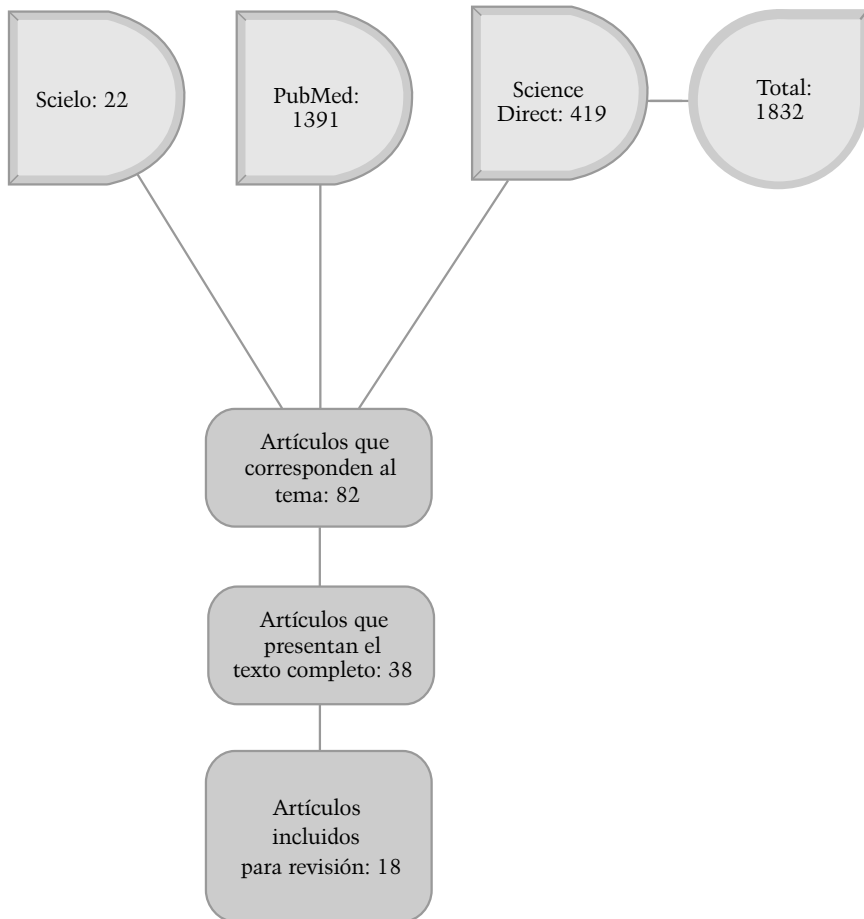 Scielo: 22
PubMed:
1391
Science
Direct: 419
Total:
1832
Artículos que
corresponden al
tema: 82
Artículos que
presentan el
texto completo: 38
Artículos
incluidos
para revisión: 18